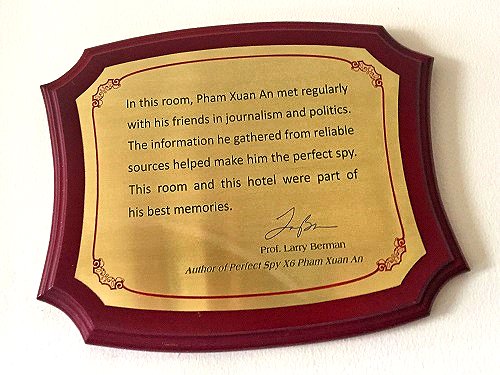 In this room, Pham Xuan An met regularly
with his friends in journalism and politics.
The information he gathered from reliable
sources helped make him the perfect spy.
This room and this hotel were part of
his best memories.
Prof. Larry Berman
Author of Perfect Spy X6 Pham Xuan An